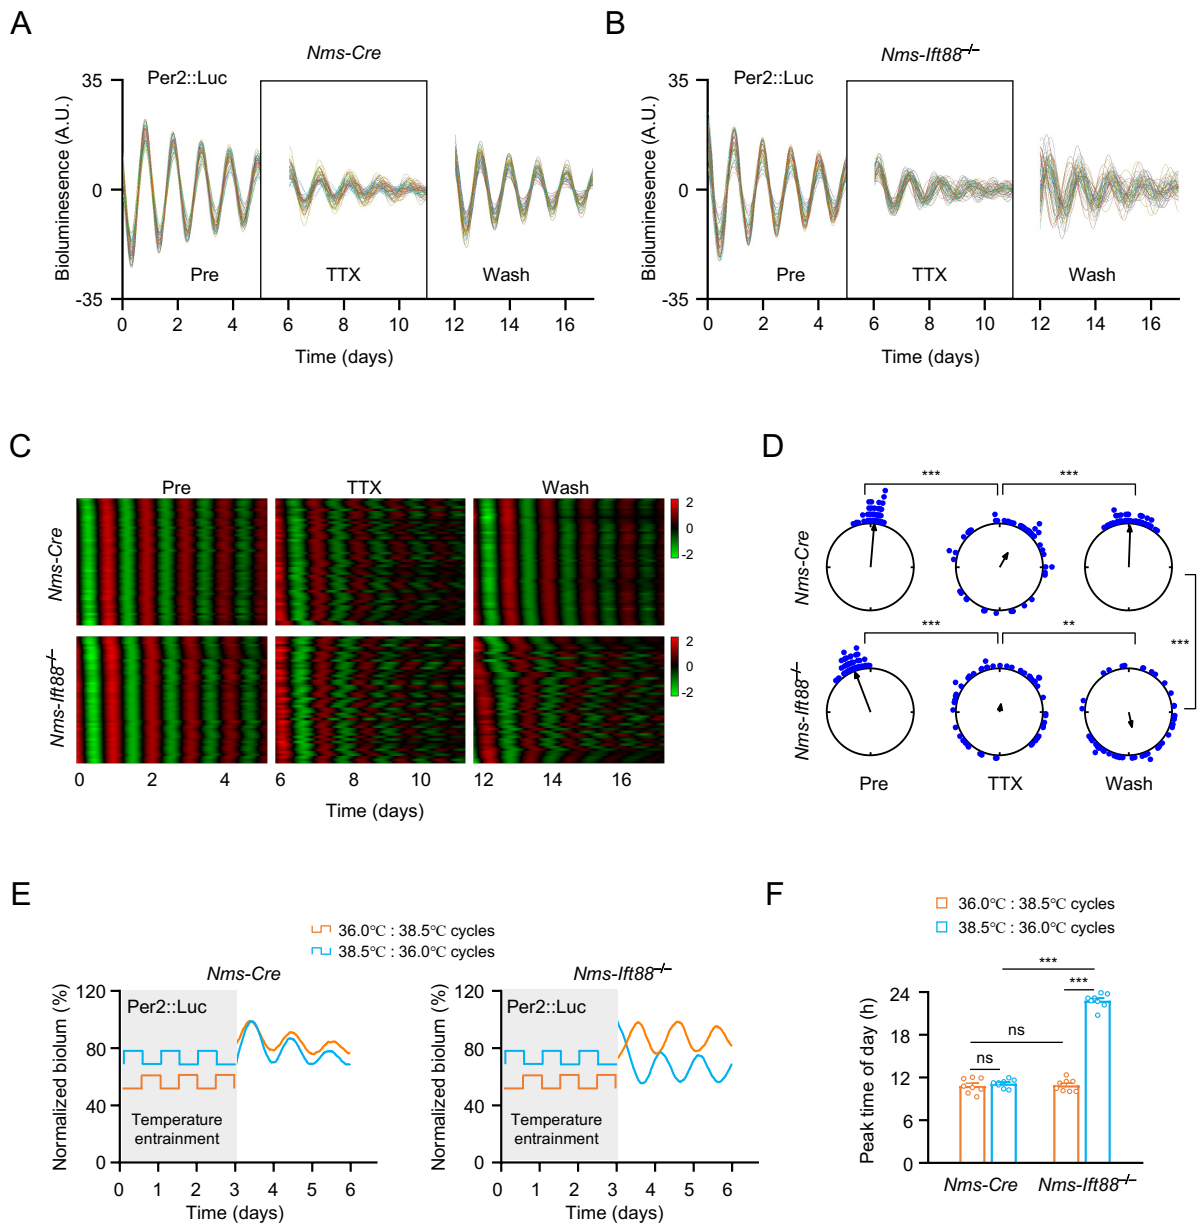 A
Nms-Cre
Per2::Luc
Bioluminesence (A.U.)
35
0
-35
Pre
TTX
Wash
0 2 4 6 8 10 12 14 16
Time (days)
B
Nms-Ift88–/–
Per2::Luc
Bioluminesence (A.U.)
35
0
-35
Pre
TTX
Wash
0 2 4 6 8 10 12 14 16
Time (days)
C
Pre TTX Wash
Nms-Cre
2
0
-2
Nms-Ift88–/–
2
0
-2
0 2 4 6 8 10 12 14 16
Time (days)
D
*** ***
Nms-Cre
*** **
***
Nms-Ift88–/–
Pre TTX Wash
E
36.0℃ : 38.5℃ cycles
38.5℃ : 36.0℃ cycles
Nms-Cre
Normalized biolum (%)
120
80
40
0
Per2::Luc
Temperature
entrainment
0 1 2 3 4 5 6
Time (days)
Nms-Ift88–/–
Normalized biolum (%)
120
80
40
0
Per2::Luc
Temperature
entrainment
0 1 2 3 4 5 6
Time (days)
F
36.0℃ : 38.5℃ cycles
38.5℃ : 36.0℃ cycles
Peak time of day (h)
24
18
12
6
0
***
***
ns
ns
Nms-Cre Nms-Ift88–/–